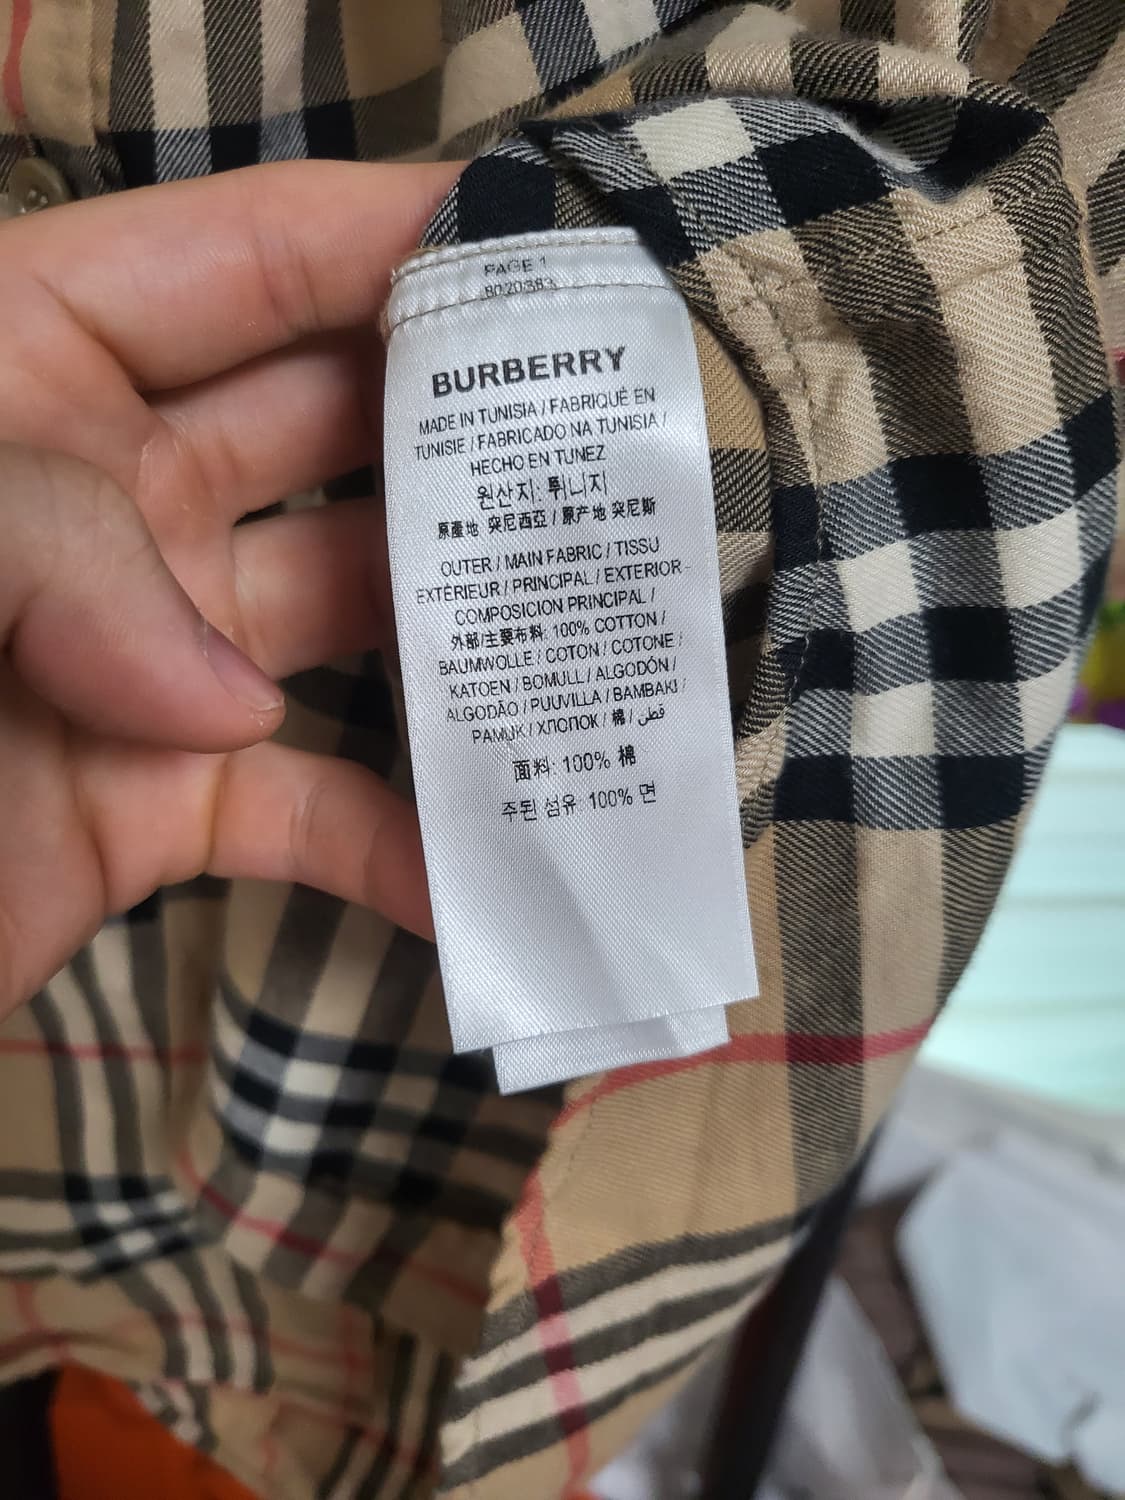 PAGE 1
8020383
BURBERRY
MADE IN TUNISIA / FABRIQUÉ EN
TUNISIE / FABRICADO NA TUNISIA /
HECHO EN TUNEZ
원산지: 튀니지
原產地 突尼西亞 / 原产地 突尼斯
OUTER / MAIN FABRIC / TISSU
EXTÉRIEUR / PRINCIPAL / EXTERIOR -
COMPOSICION PRINCIPAL /
外部/主要布料: 100% COTTON /
BAUMWOLLE / COTON / COTONE /
KATOEN / BOMULL / ALGODÓN /
ALGODÃO / PUUVILLA / BAMBAKI /
PAMUK / ХЛОПОК / 棉 / قطن
面料: 100% 棉
주된 섬유 100% 면